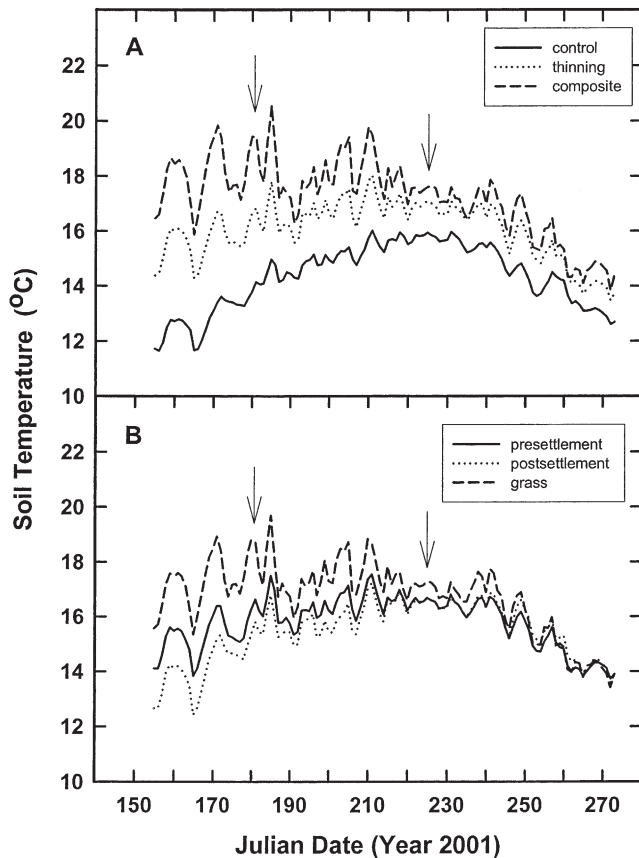 A
control
thinning
composite
22
20
18
16
14
12
10
Soil Temperature (°C)
B
presettlement
postsettlement
grass
22
20
18
16
14
12
10
150 170 190 210 230 250 270
Julian Date (Year 2001)